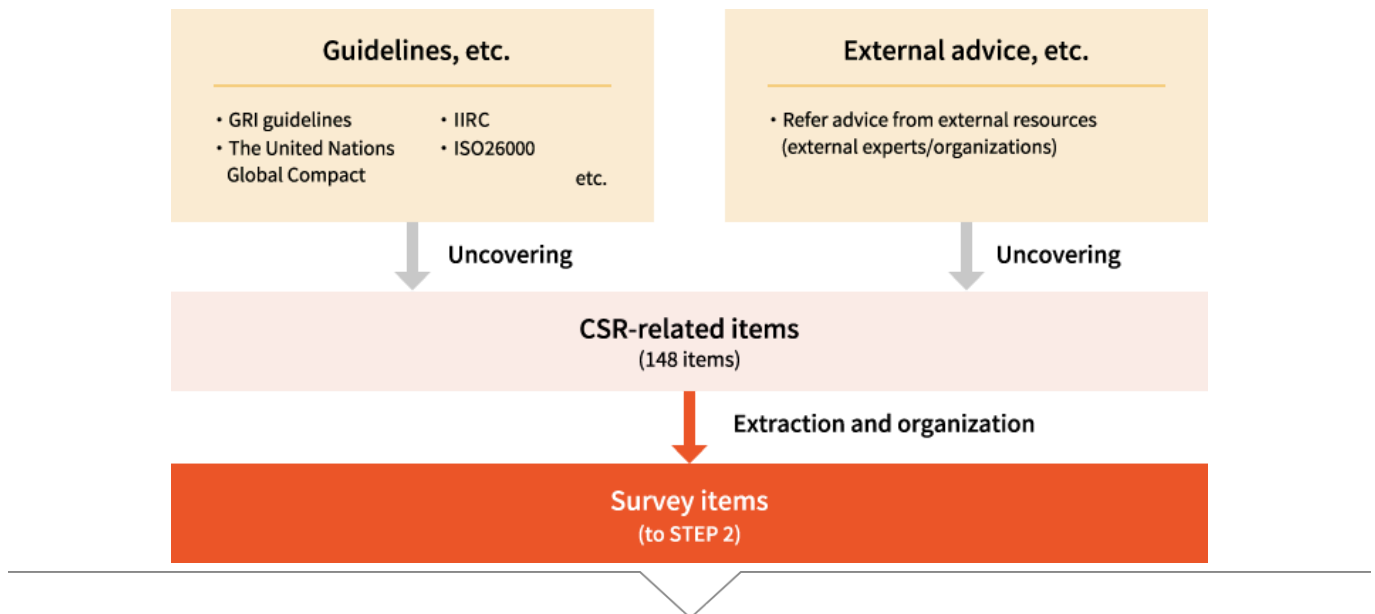 Guidelines, etc.
・GRI guidelines
・The United Nations
Global Compact
・IIRC
・ISO26000
etc.
External advice, etc.
・Refer advice from external resources
(external experts/organizations)
Uncovering
Uncovering
CSR-related items
(148 items)
Extraction and organization
Survey items
(to STEP 2)